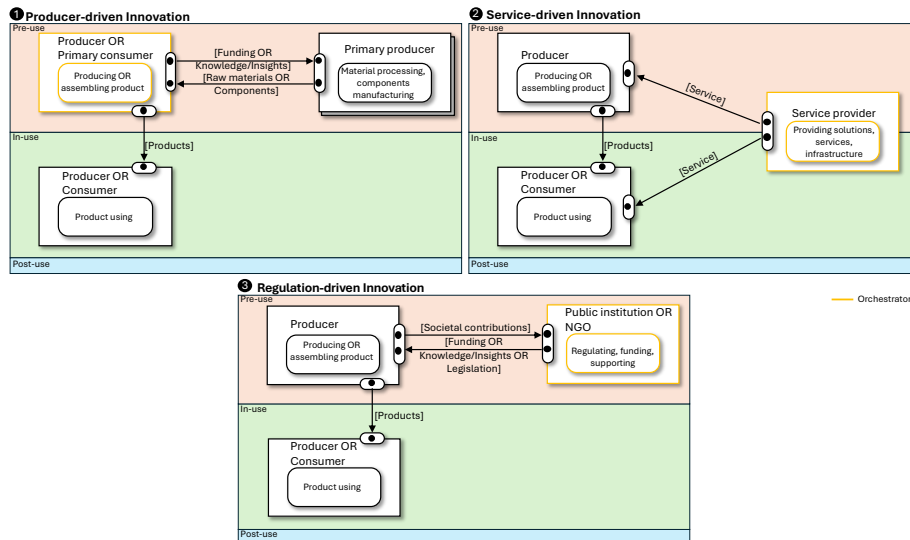 1 Producer-driven Innovation
Pre-use
Producer OR
Primary consumer
Producing OR
assembling product
[Funding OR
Knowledge/Insights]
[Raw materials OR
Components]
Primary producer
Material processing,
components
manufacturing
In-use
[Products]
Producer OR
Consumer
Product using
Post-use
2 Service-driven Innovation
Pre-use
Producer
Producing OR
assembling product
[Service]
Service provider
Providing solutions,
services,
infrastructure
In-use
[Products]
[Service]
Producer OR
Consumer
Product using
Post-use
3 Regulation-driven Innovation
Pre-use
Producer
Producing OR
assembling product
[Societal contributions]
[Funding OR
Knowledge/Insights OR
Legislation]
Public institution OR
NGO
Regulating, funding,
supporting
In-use
[Products]
Producer OR
Consumer
Product using
Post-use
Orchestrator